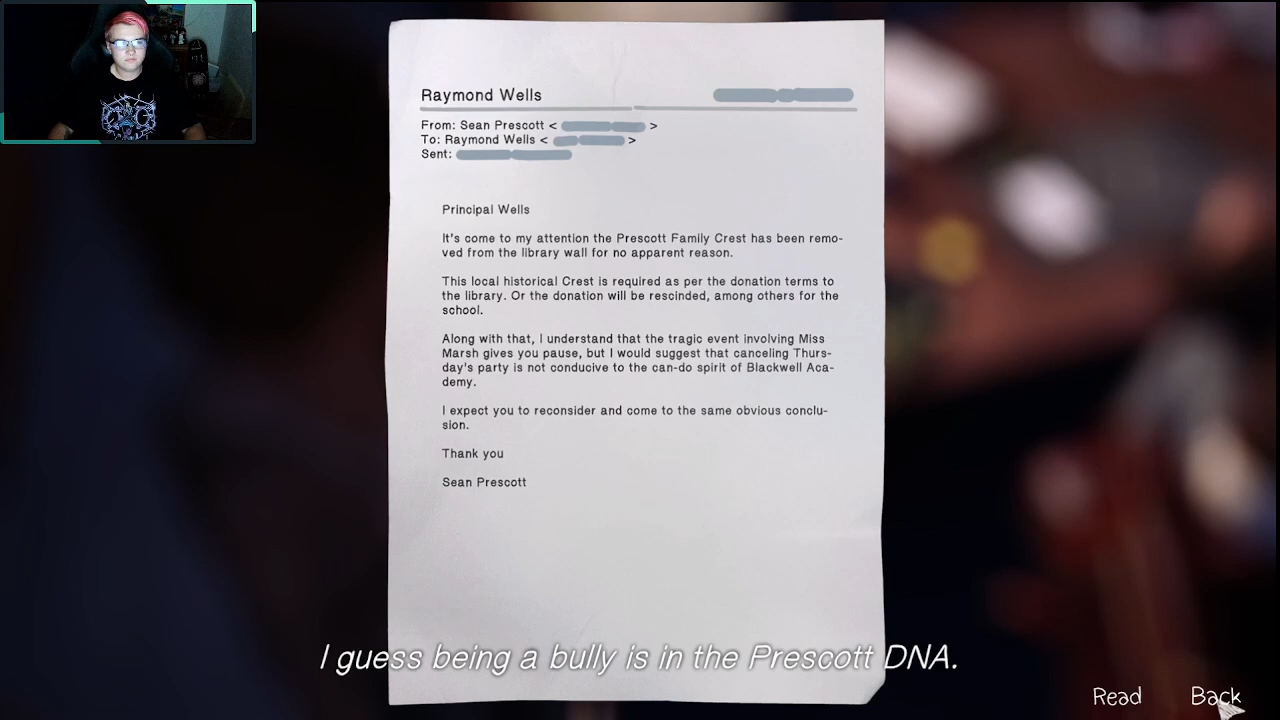 Raymond Wells
From: Sean Prescott < >
To: Raymond Wells < >
Sent:
Principal Wells
It's come to my attention the Prescott Family Crest has been remo-
ved from the library wall for no apparent reason.
This local historical Crest is required as per the donation terms to
the library. Or the donation will be rescinded, among others for the
school.
Along with that, I understand that the tragic event involving Miss
Marsh gives you pause, but I would suggest that canceling Thurs-
day's party is not conducive to the can-do spirit of Blackwell Aca-
demy.
I expect you to reconsider and come to the same obvious conclu-
sion.
Thank you
Sean Prescott
I guess being a bully is in the Prescott DNA.
Read Back